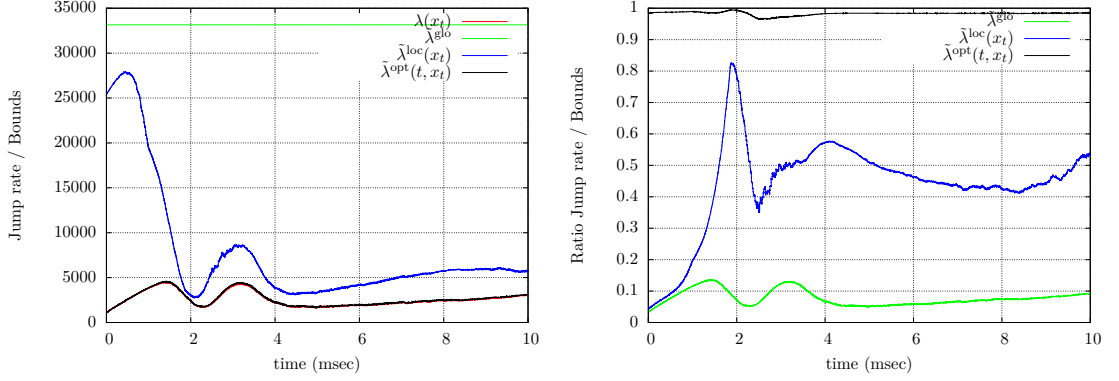 35000
30000
25000
20000
15000
10000
5000
0
Jump rate / Bounds
λ(x_t)
λ̃^glo
λ̃^loc(x_t)
λ̃^opt(t, x_t)
0 2 4 6 8 10
time (msec)
1
0.9
0.8
0.7
0.6
0.5
0.4
0.3
0.2
0.1
0
Ratio Jump rate / Bounds
λ̃^glo
λ̃^loc(x_t)
λ̃^opt(t, x_t)
0 2 4 6 8 10
time (msec)